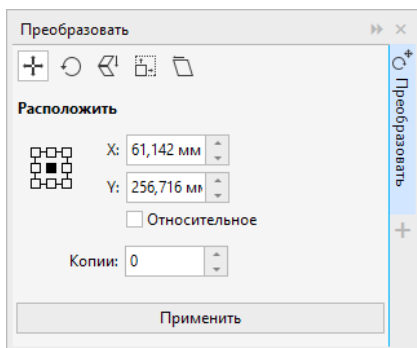 Преобразовать
Преобразовать
Расположить
X: 61,142 мм
Y: 256,716 мм
Относительное
Копии: 0
Применить